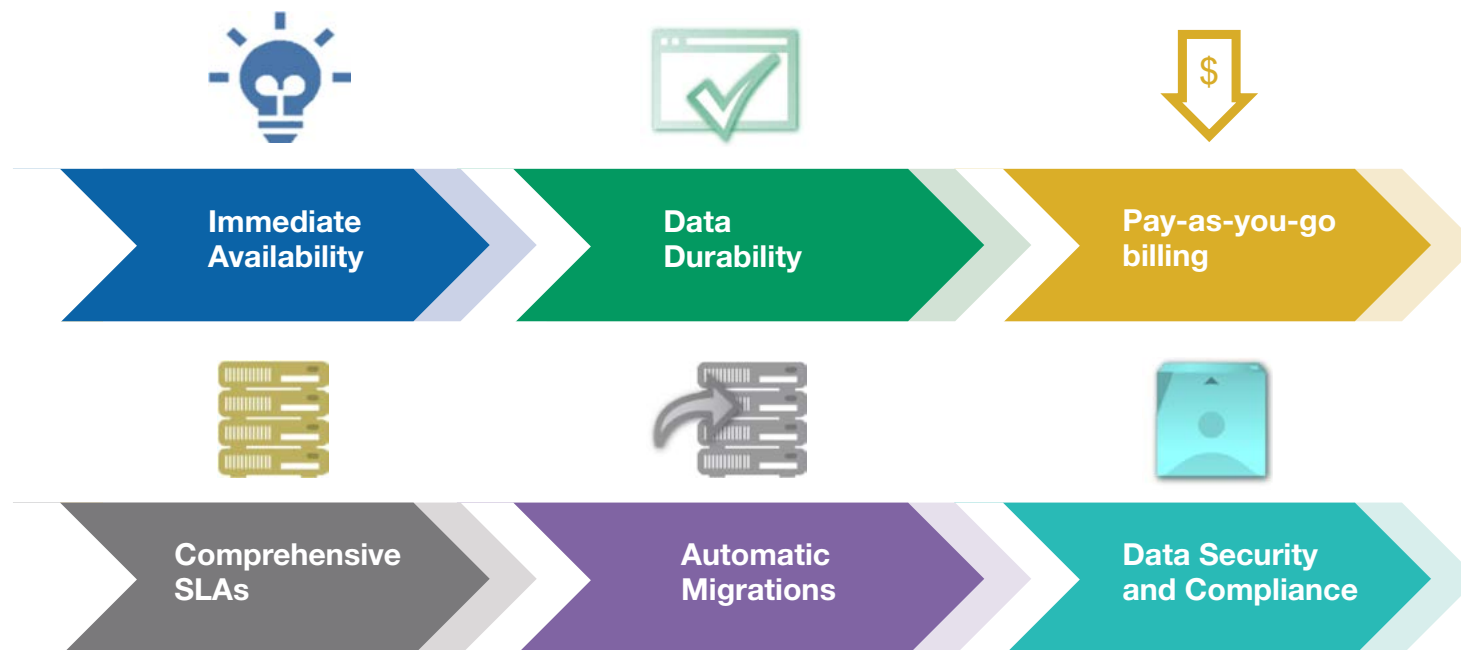 $
Immediate
Availability
Data
Durability
Pay-as-you-go
billing
Comprehensive
SLAs
Automatic
Migrations
Data Security
and Compliance